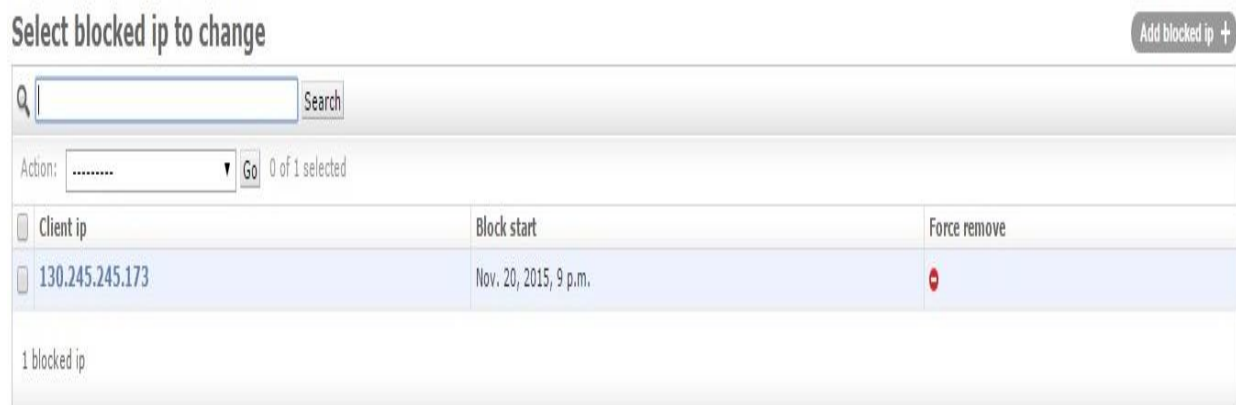 Select blocked ip to change
Add blocked ip +
Search
Action: --------- Go 0 of 1 selected
Client ip Block start Force remove
130.245.245.173 Nov. 20, 2015, 9 p.m.
1 blocked ip